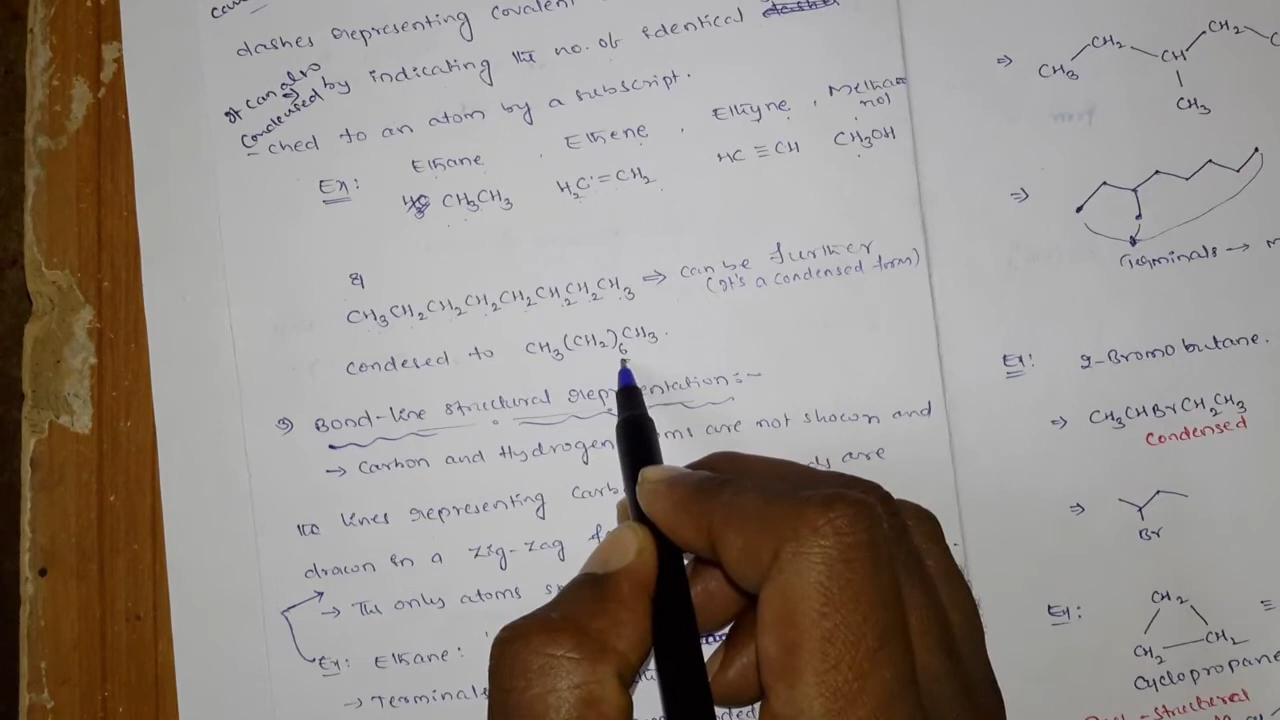 dashes representing covalent
It can also
Condensed by indicating the no. of identical
-ched to an atom by a subscript.
Ex: Ethane , Ethene , Ethyne , Methanol
CH₃CH₃ H₂C=CH₂ HC≡CH CH₃OH
CH₃CH₂CH₂CH₂CH₂CH₂CH₂CH₃ ⇒ can be further
(It's a condensed form)
condesed to CH₃(CH₂)₆CH₃.
Bond-line structural representation:-
→ Carbon and Hydrogen are not shown and
the lines representing are
drawn in a zig-zag
→ The only atoms
Ex: Ethane:
→ Terminals
⇒ CH₃ CH₂ CH CH₂
CH₃
⇒
Terminals →
Ex: 2-Bromobutane.
⇒ CH₃CHBrCH₂CH₃
Condensed
⇒
Br
Ex: CH₂ ≡
CH₂ CH₂
Cyclopropane
structural